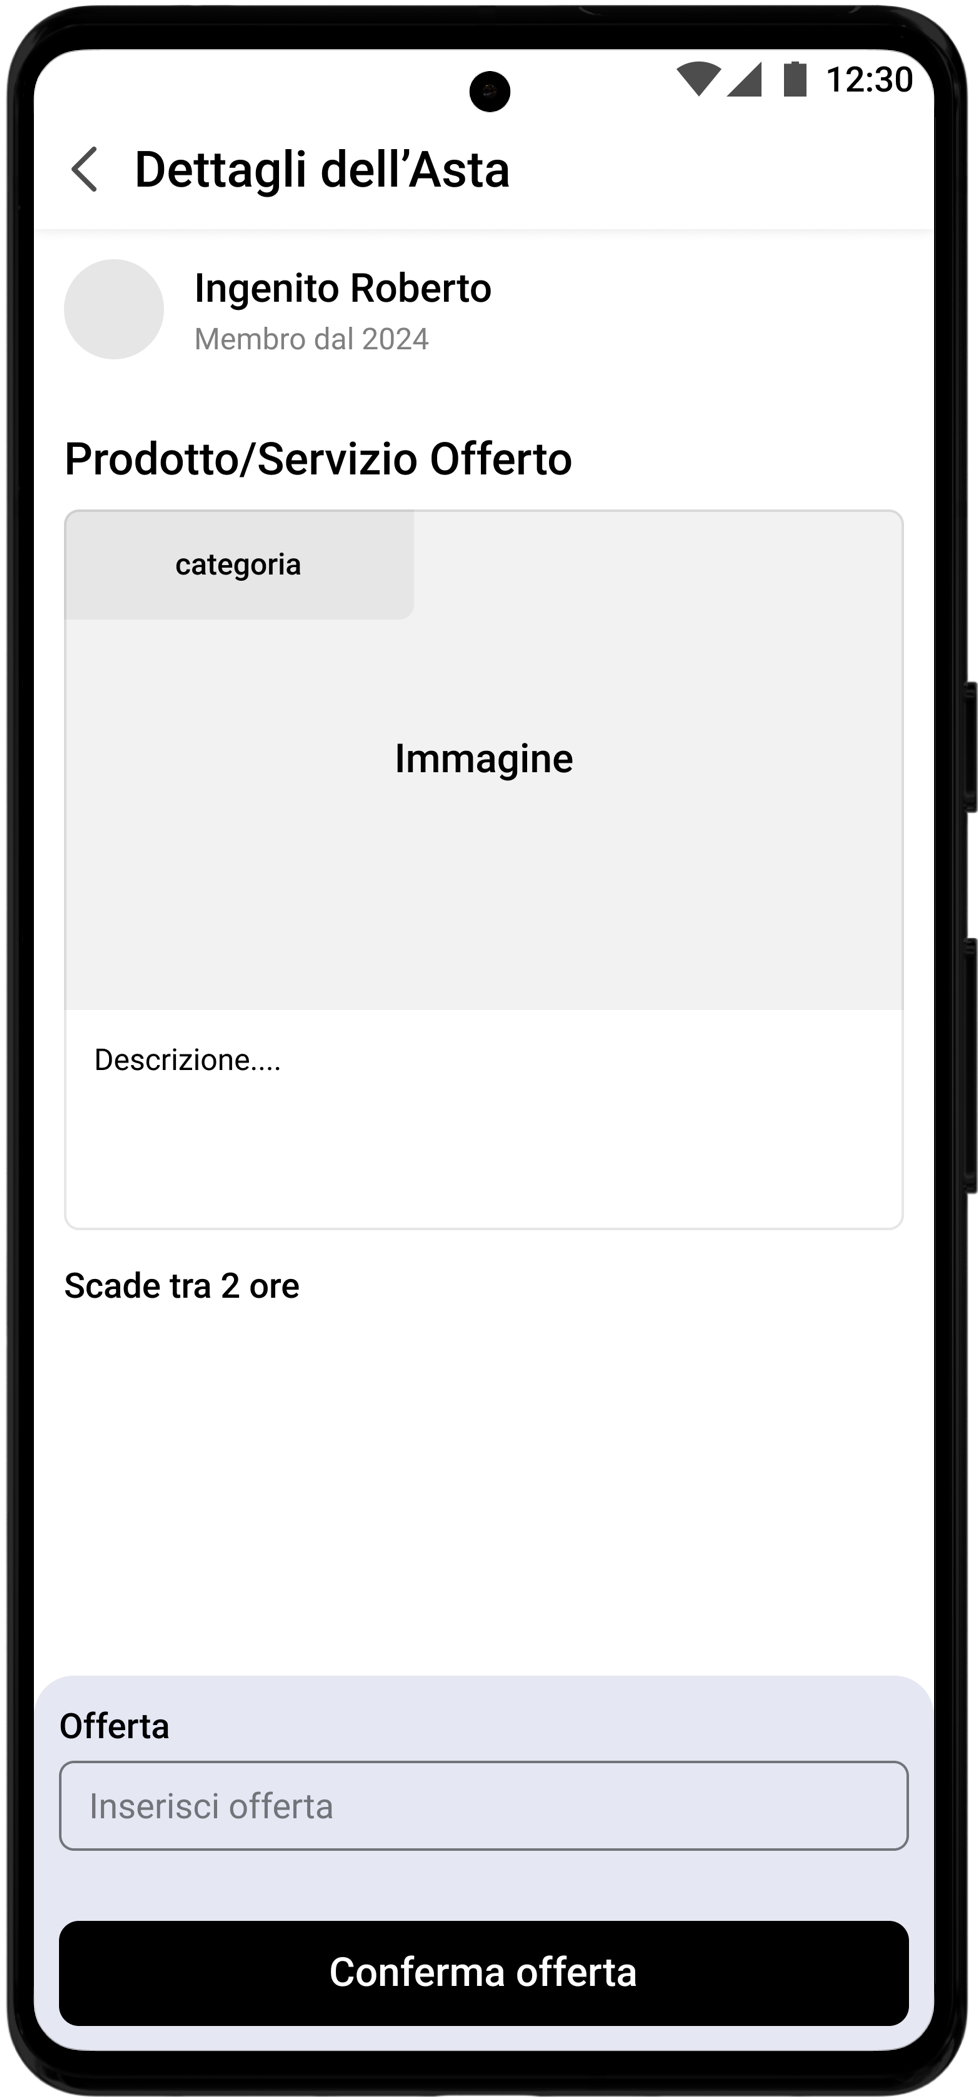 12:30
Dettagli dell’Asta
Ingenito Roberto
Membro dal 2024
Prodotto/Servizio Offerto
categoria
Immagine
Descrizione....
Scade tra 2 ore
Offerta
Inserisci offerta
Conferma offerta